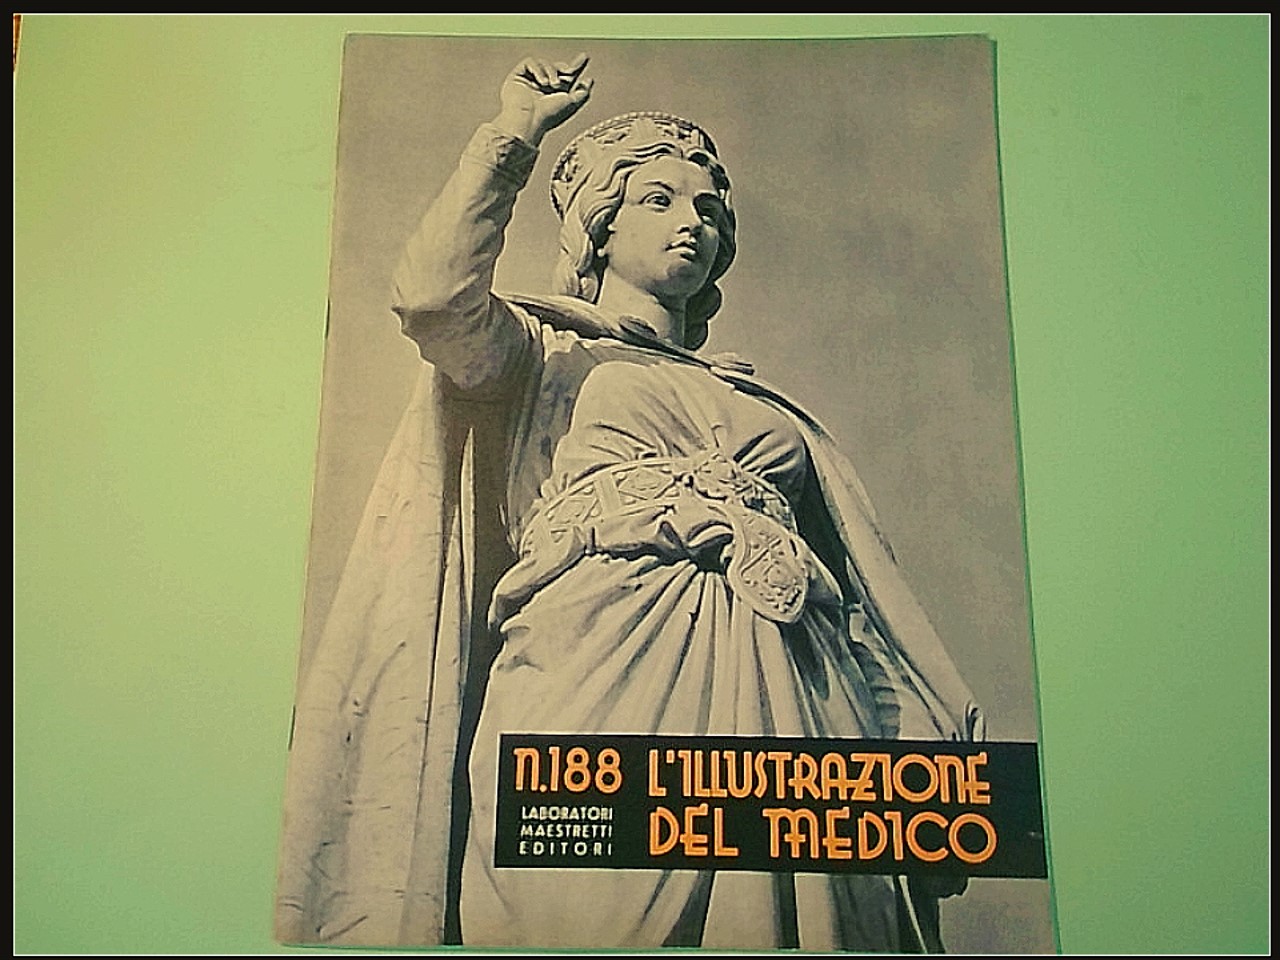 n.188 L'ILLUSTRAZIONE
DEL MEDICO
LABORATORI
MAESTRETTI
EDITORI